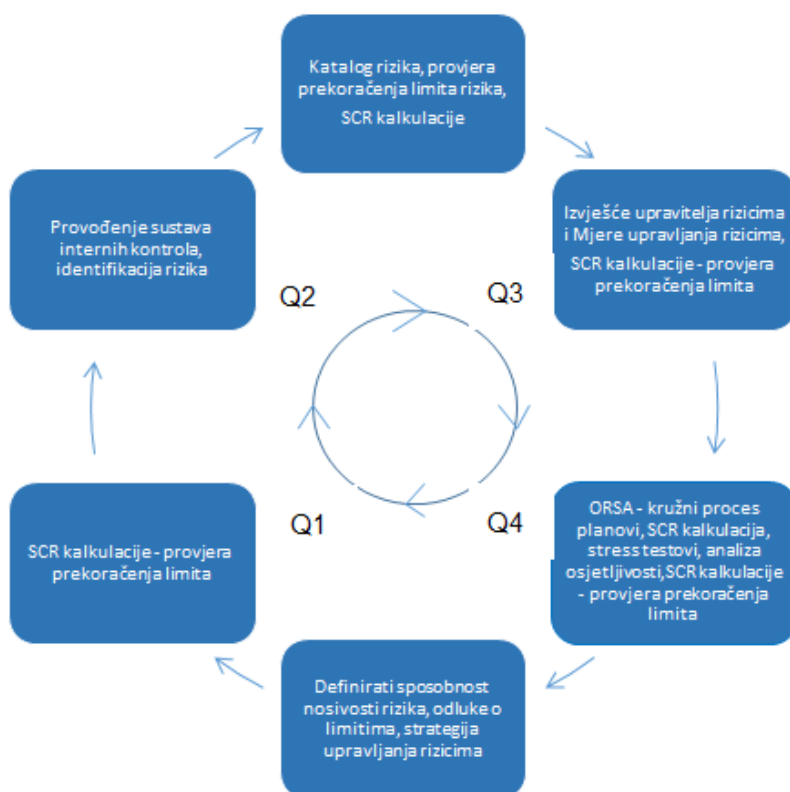 Katalog rizika, provjera
prekoračenja limita rizika,
SCR kalkulacije
Izvješće upravitelja rizicima
i Mjere upravljanja rizicima,
SCR kalkulacije - provjera
prekoračenja limita
Provođenje sustava
internih kontrola,
identifikacija rizika
Q2
Q3
Q1
Q4
ORSA - kružni proces
planovi, SCR kalkulacija,
stress testovi, analiza
osjetljivosti,SCR kalkulacije
- provjera prekoračenja
limita
SCR kalkulacije - provjera
prekoračenja limita
Definirati sposobnost
nosivosti rizika, odluke o
limitima, strategija
upravljanja rizicima